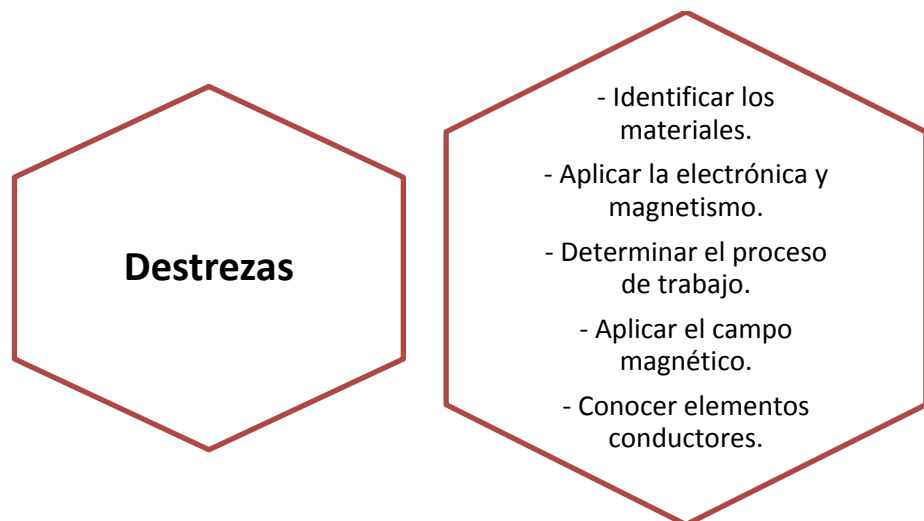 Destrezas
- Identificar los
materiales.
- Aplicar la electrónica y
magnetismo.
- Determinar el proceso
de trabajo.
- Aplicar el campo
magnético.
- Conocer elementos
conductores.